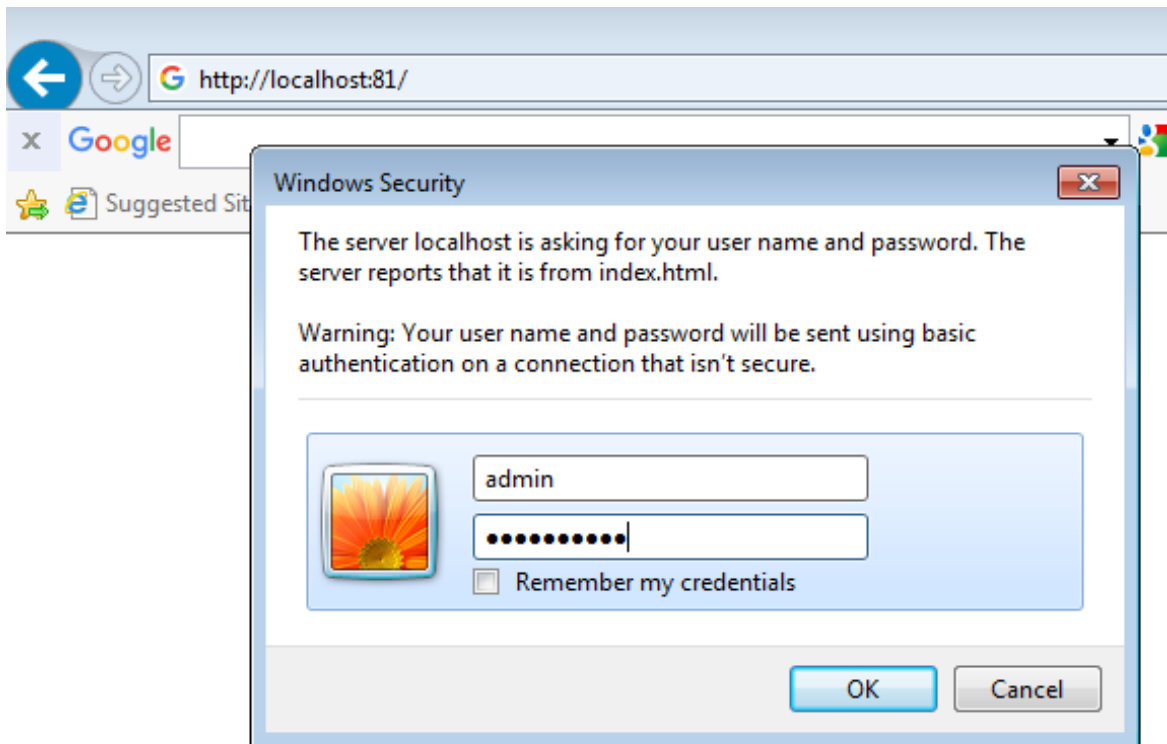 http://localhost:81/
x Google
Suggested Sit
Windows Security
The server localhost is asking for your user name and password. The
server reports that it is from index.html.
Warning: Your user name and password will be sent using basic
authentication on a connection that isn't secure.
admin
●●●●●●●●●●
Remember my credentials
OK Cancel